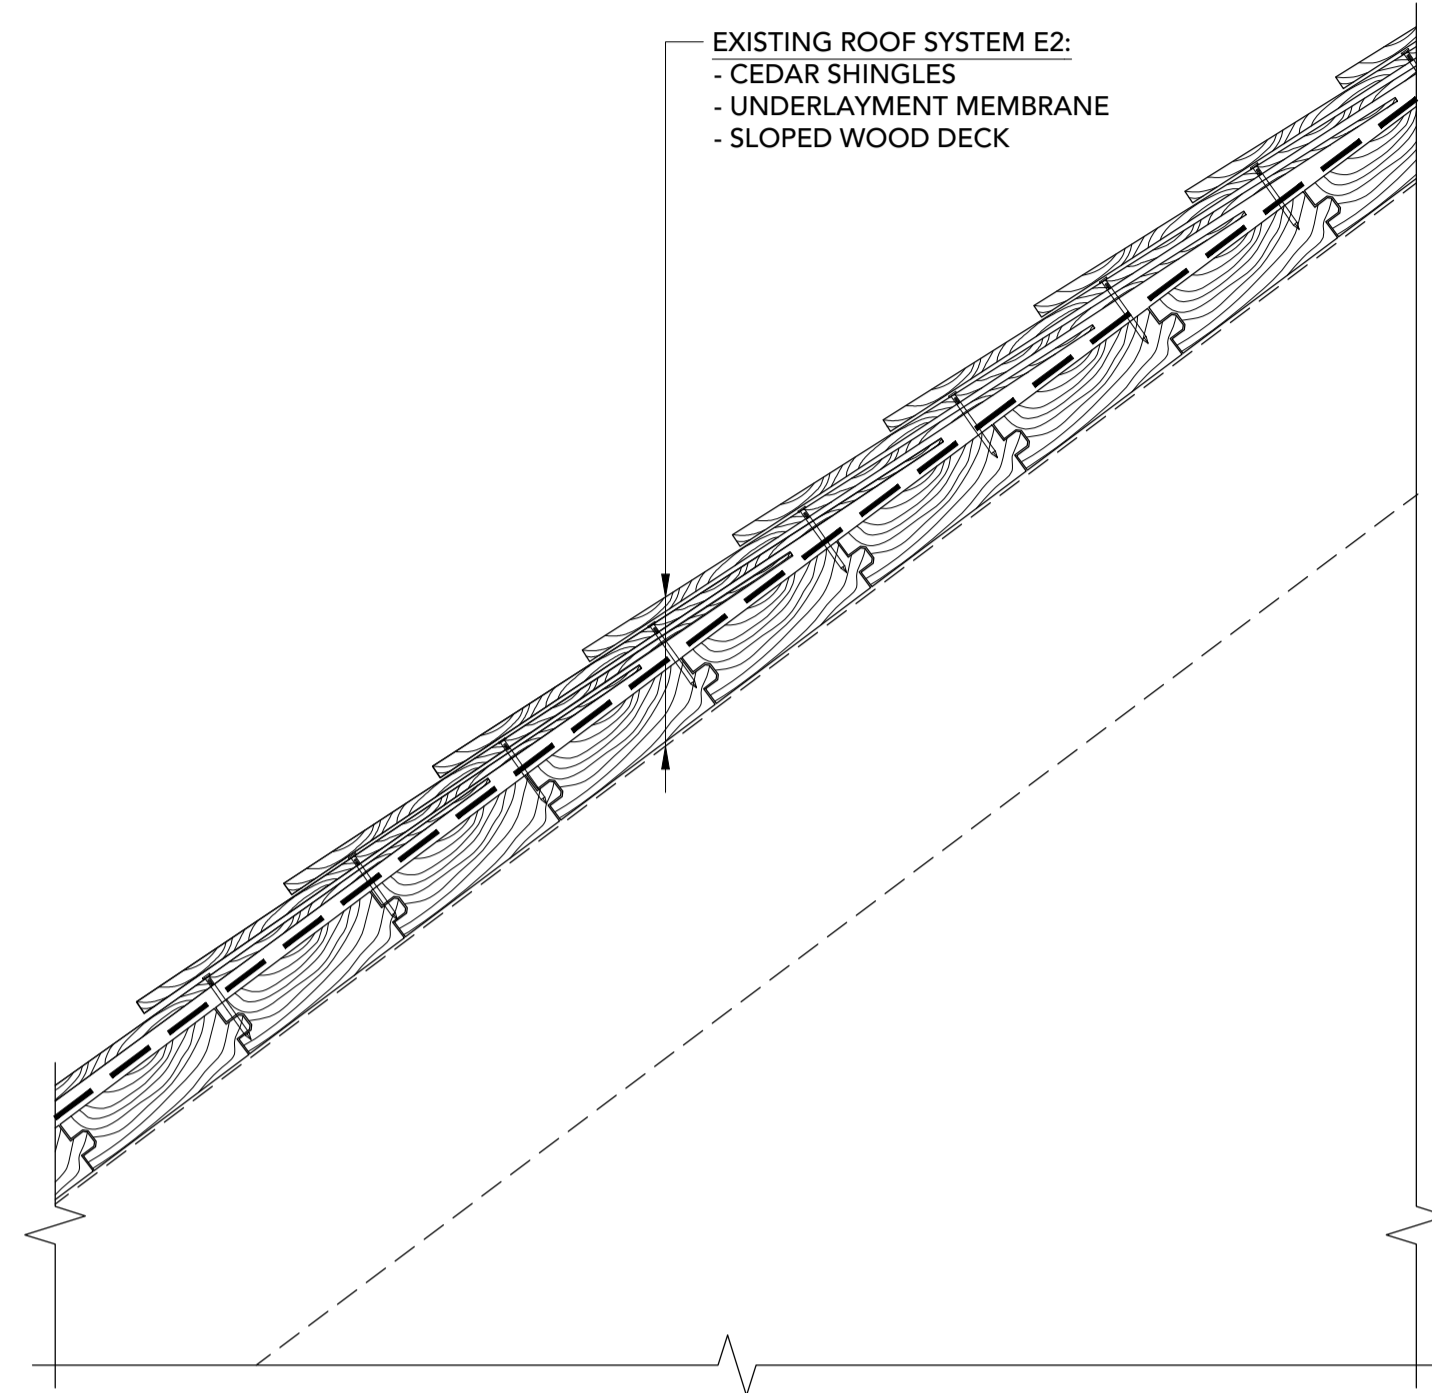 EXISTING ROOF SYSTEM E2:
- CEDAR SHINGLES
- UNDERLAYMENT MEMBRANE
- SLOPED WOOD DECK